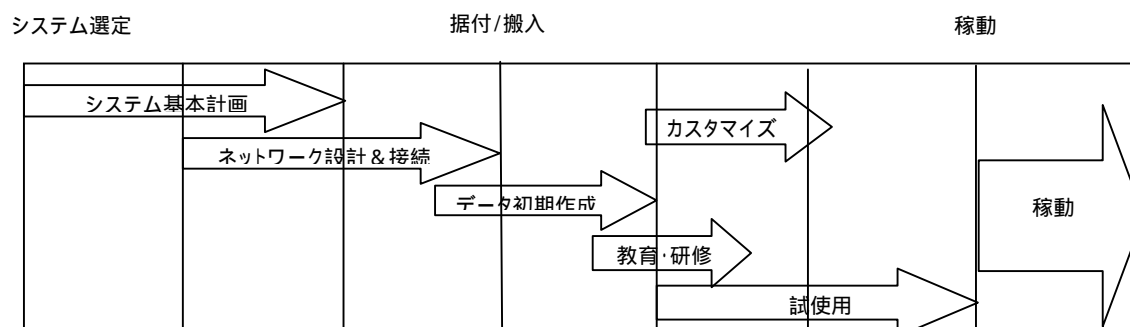 システム選定
据付/搬入
稼動
システム基本計画
カスタマイズ
ネットワーク設計&接続
データ初期作成
稼動
教育・研修
試使用